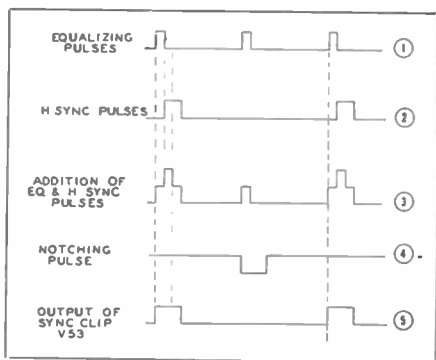 EQUALIZING
PULSES
1
H SYNC PULSES
2
ADDITION OF
EQ & H SYNC
PULSES
3
NOTCHING
PULSE
4
OUTPUT OF
SYNC CLIP
V53
5